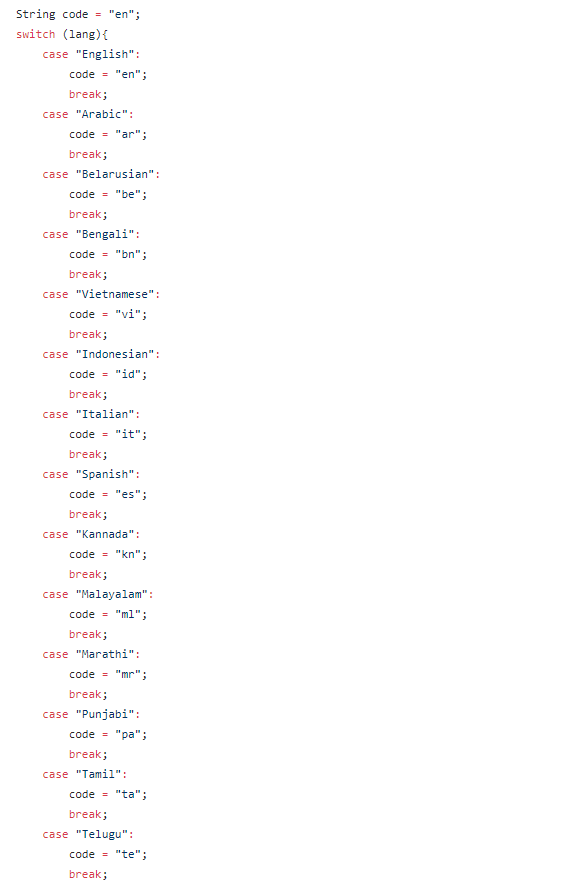 String code = "en";
switch (lang){
    case "English":
        code = "en";
        break;
    case "Arabic":
        code = "ar";
        break;
    case "Belarusian":
        code = "be";
        break;
    case "Bengali":
        code = "bn";
        break;
    case "Vietnamese":
        code = "vi";
        break;
    case "Indonesian":
        code = "id";
        break;
    case "Italian":
        code = "it";
        break;
    case "Spanish":
        code = "es";
        break;
    case "Kannada":
        code = "kn";
        break;
    case "Malayalam":
        code = "ml";
        break;
    case "Marathi":
        code = "mr";
        break;
    case "Punjabi":
        code = "pa";
        break;
    case "Tamil":
        code = "ta";
        break;
    case "Telugu":
        code = "te";
        break;